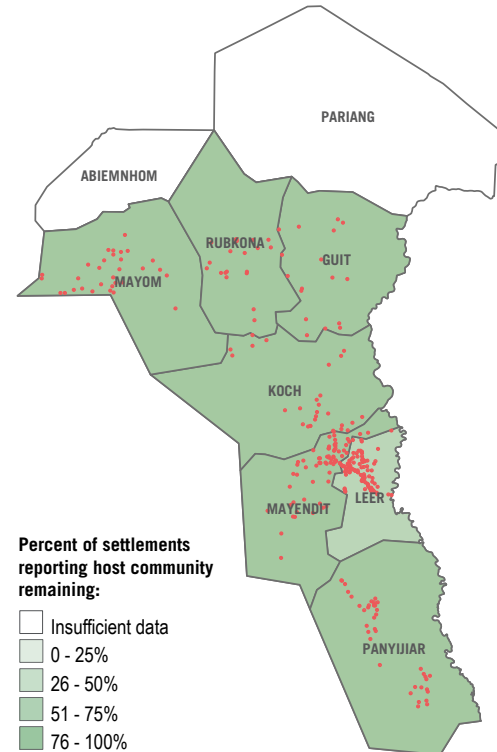 PARIANG
ABIEMNHOM
RUBKONA
GUIT
MAYOM
KOCH
LEER
MAYENDIT
PANYIJIAR
Percent of settlements
reporting host community
remaining:
Insufficient data
0 - 25%
26 - 50%
51 - 75%
76 - 100%